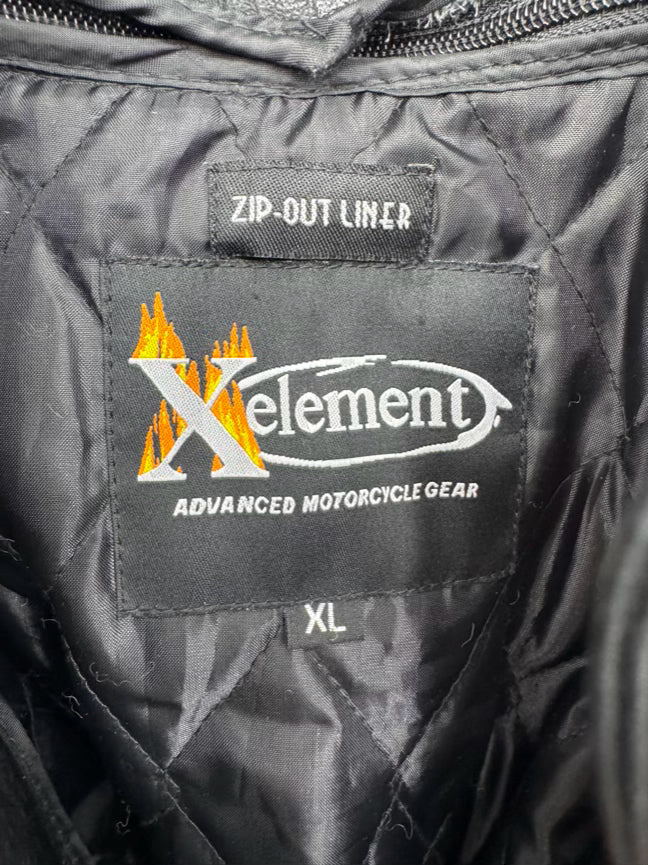 ZIP-OUT LINER
Xelement
ADVANCED MOTORCYCLE GEAR
XL